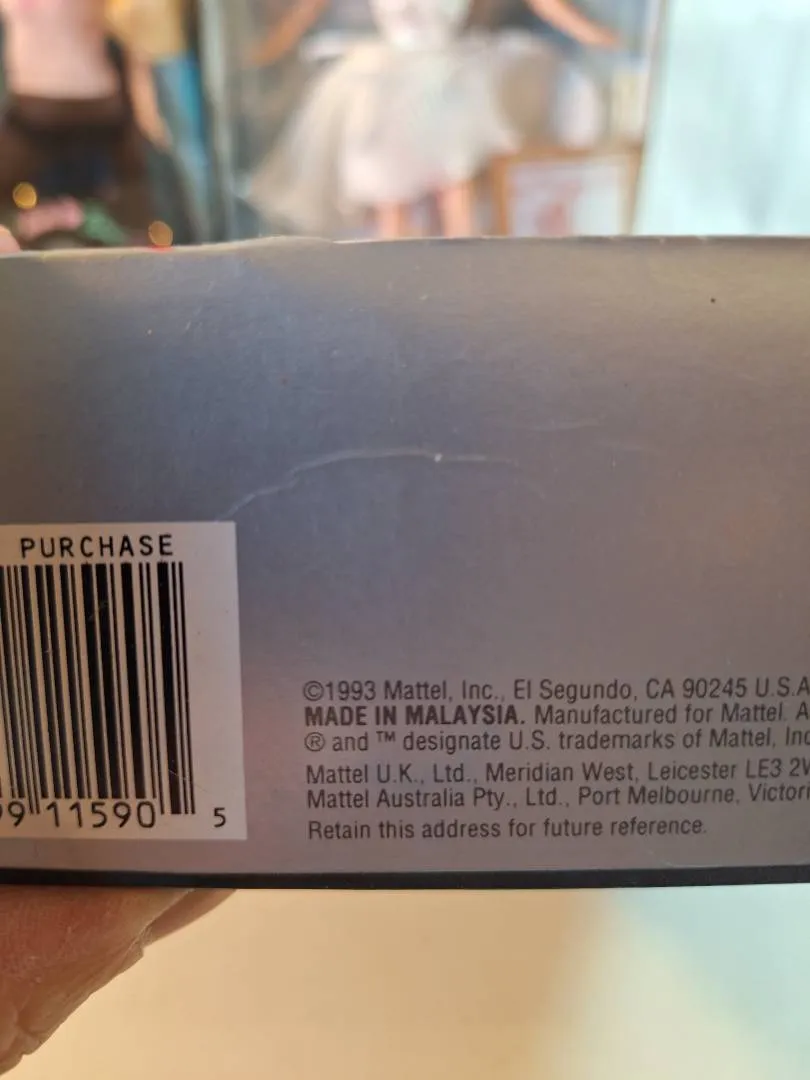 PURCHASE
9 11590 5
©1993 Mattel, Inc., El Segundo, CA 90245 U.S.A
MADE IN MALAYSIA. Manufactured for Mattel. A
® and ™ designate U.S. trademarks of Mattel, Inc
Mattel U.K., Ltd., Meridian West, Leicester LE3 2W
Mattel Australia Pty., Ltd., Port Melbourne, Victori
Retain this address for future reference.